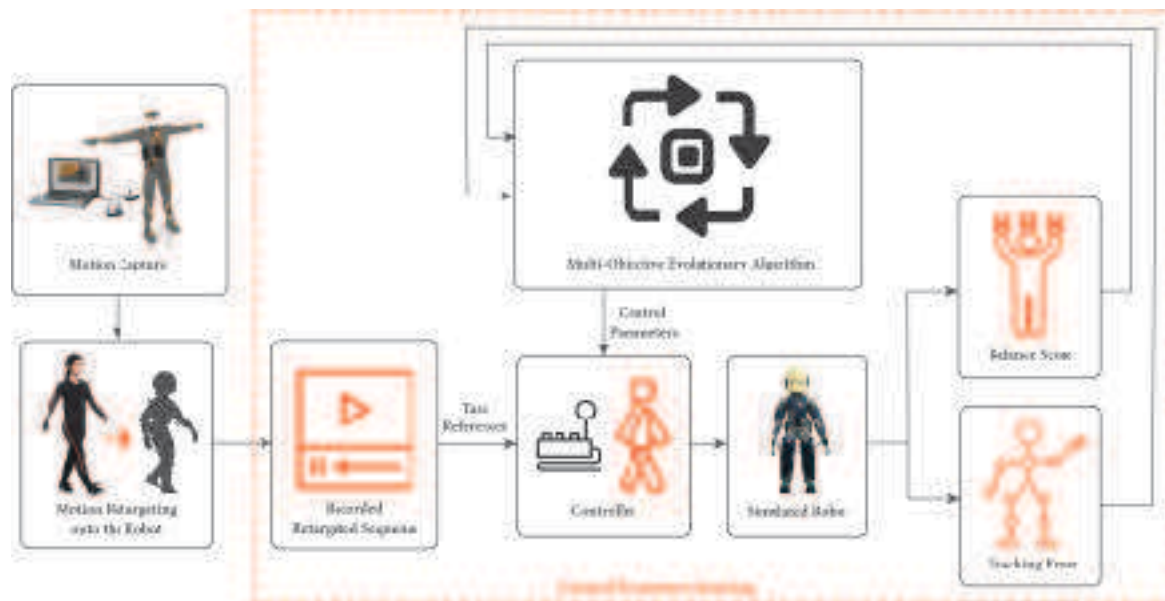 Motion Capture
Multi-Objective Evolutionary Algorithm
Control
Parameters
Balance Score
Task
References
Motion Retargeting
onto the Robot
Recorded
Retargeted Sequence
Controller
Simulated Robot
Tracking Error